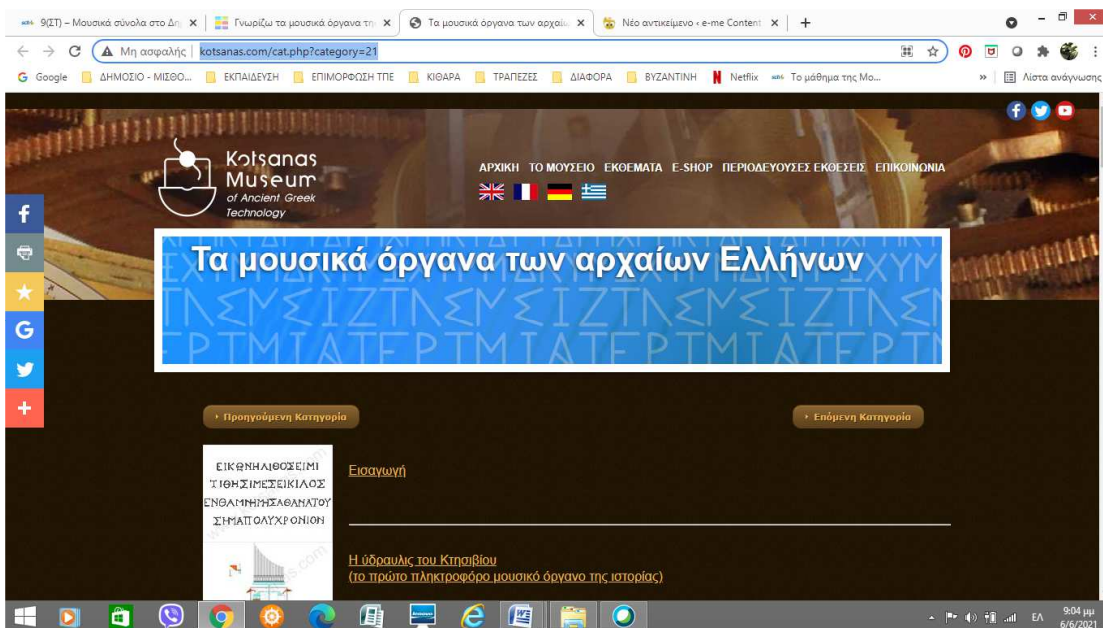 9(ΣΤ) – Μουσικά σύνολα στο Δη
Γνωρίζω τα μουσικά όργανα τη
Τα μουσικά όργανα των αρχαίω
Νέο αντικείμενο ‹ e-me Content
Μη ασφαλής | kotsanas.com/cat.php?category=21
Google ΔΗΜΟΣΙΟ - ΜΙΣΘΟ... ΕΚΠΑΙΔΕΥΣΗ ΕΠΙΜΟΡΦΩΣΗ ΤΠΕ ΚΙΘΑΡΑ ΤΡΑΠΕΖΕΣ ΔΙΑΦΟΡΑ ΒΥΖΑΝΤΙΝΗ Netflix Το μάθημα της Μο... » Λίστα ανάγνωσης
Kotsanas
Museum
of Ancient Greek
Technology
ΑΡΧΙΚΗ ΤΟ ΜΟΥΣΕΙΟ ΕΚΘΕΜΑΤΑ E-SHOP ΠΕΡΙΟΔΕΥΟΥΣΕΣ ΕΚΘΕΣΕΙΣ ΕΠΙΚΟΙΝΩΝΙΑ
Τα μουσικά όργανα των αρχαίων Ελλήνων
Προηγούμενη Κατηγορία
Επόμενη Κατηγορία
ΕΙΚΩΝΗΛΙΘΟΣΕΙΜΙ
ΤΙΘΗΣΙΜΕΣΕΙΚΙΛΟΣ
ΕΝΘΑΜΝΗΜΗΣΑΘΑΝΑΤΟΥ
ΣΗΜΑΠΟΛΥΧΡΟΝΙΟΝ
Εισαγωγή
Η ύδραυλις του Κτησιβίου
(το πρώτο πληκτροφόρο μουσικό όργανο της ιστορίας)
ΕΛ
9:04 μμ
6/6/2021